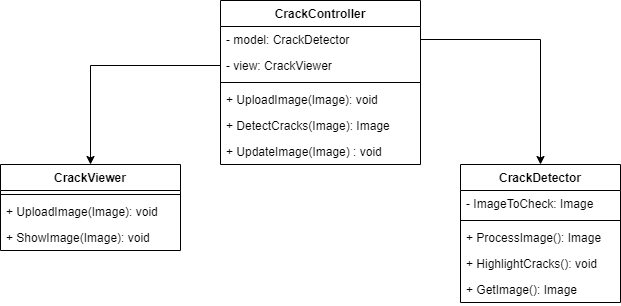 CrackController
- model: CrackDetector
- view: CrackViewer
+ UploadImage(Image): void
+ DetectCracks(Image): Image
+ UpdateImage(Image) : void
CrackViewer
+ UploadImage(Image): void
+ ShowImage(Image): void
CrackDetector
- ImageToCheck: Image
+ ProcessImage(): Image
+ HighlightCracks(): void
+ GetImage(): Image